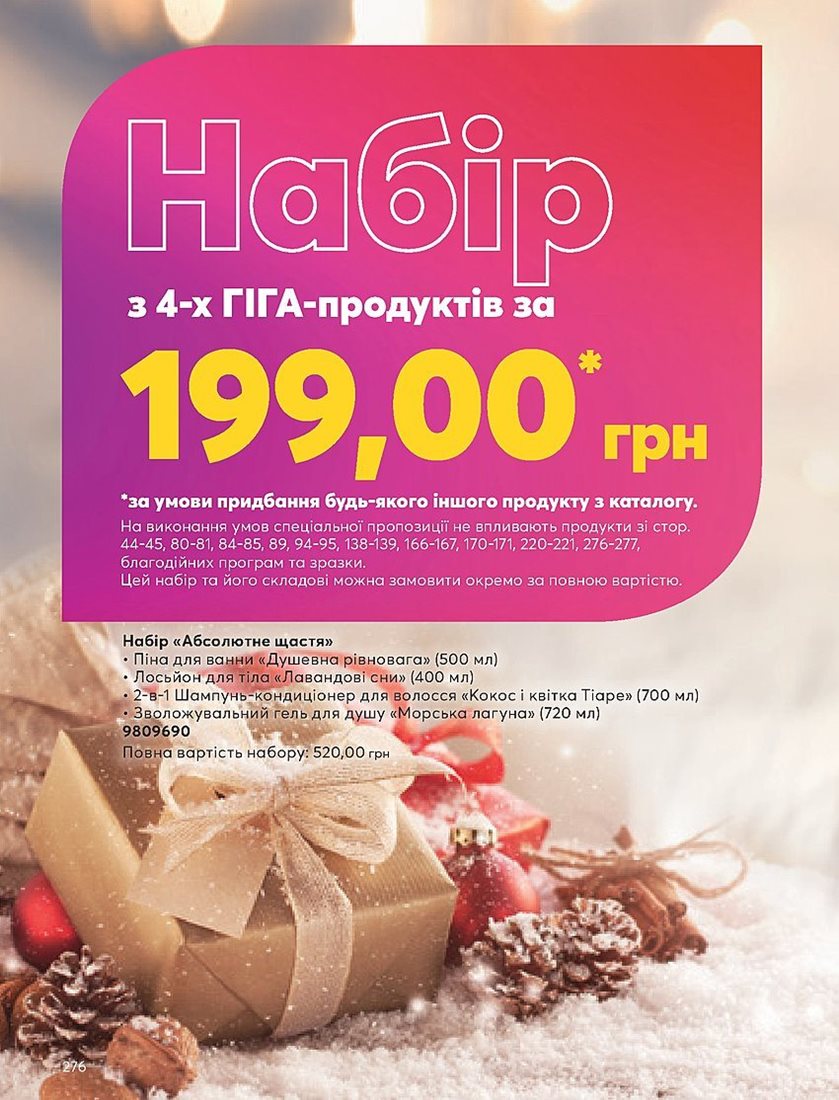 Набір
з 4-х ГІГА-продуктів за
199,00* грн
*за умови придбання будь-якого іншого продукту з каталогу.
На виконання умов спеціальної пропозиції не впливають продукти зі стор.
44-45, 80-81, 84-85, 89, 94-95, 138-139, 166-167, 170-171, 220-221, 276-277,
благодійних програм та зразки.
Цей набір та його складові можна замовити окремо за повною вартістю.
Набір «Абсолютне щастя»
• Піна для ванни «Душевна рівновага» (500 мл)
• Лосьйон для тіла «Лавандові сни» (400 мл)
• 2-в-1 Шампунь-кондиціонер для волосся «Кокос і квітка Тіаре» (700 мл)
• Зволожувальний гель для душу «Морська лагуна» (720 мл)
9809690
Повна вартість набору: 520,00 грн
276